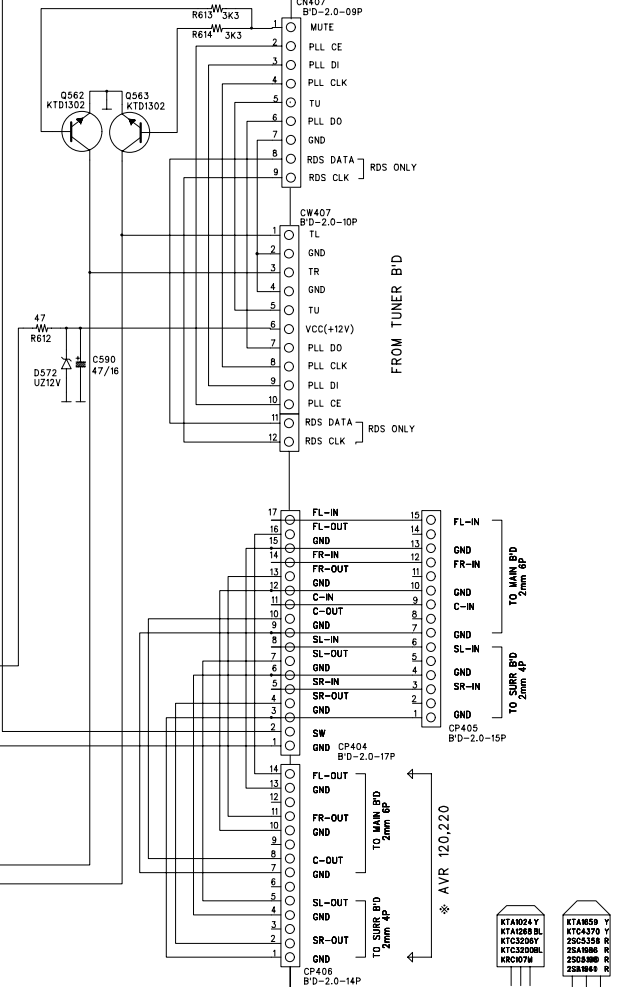 CN407
B'D-2.0-09P
R613 3K3
R614 3K3
1 MUTE
2 PLL CE
3 PLL DI
4 PLL CLK
5 TU
6 PLL DO
7 GND
8 RDS DATA
9 RDS CLK
RDS ONLY
Q562
KTD1302
Q563
KTD1302
CW407
B'D-2.0-10P
1 TL
2 GND
3 TR
4 GND
5 TU
6 VCC(+12V)
7 PLL DO
8 PLL CLK
9 PLL DI
10 PLL CE
11 RDS DATA
12 RDS CLK
RDS ONLY
FROM TUNER B'D
47
R612
D572
UZ12V
+
C590
47/16
17 FL-IN
16 FL-OUT
15 GND
14 FR-IN
13 FR-OUT
12 GND
11 C-IN
10 C-OUT
9 GND
8 SL-IN
7 SL-OUT
6 GND
5 SR-IN
4 SR-OUT
3 GND
2 SW
1 GND
CP404
B'D-2.0-17P
15 FL-IN
14
13 GND
12 FR-IN
11
10 GND
9 C-IN
8
7 GND
6 SL-IN
5
4 GND
3 SR-IN
2
1 GND
CP405
B'D-2.0-15P
TO MAIN B'D
2mm 6P
TO SURR B'D
2mm 4P
14 FL-OUT
13 GND
12
11 FR-OUT
10 GND
9
8 C-OUT
7 GND
6
5 SL-OUT
4 GND
3
2 SR-OUT
1 GND
CP406
B'D-2.0-14P
TO MAIN B'D
2mm 6P
TO SURR B'D
2mm 4P
※ AVR 120,220
KTA1024 Y
KTA1268 BL
KTC3206Y
KTC3200BL
KRC107M
KTA1659 Y
KTC4370 Y
2SC5358 R
2SA1986 R
R
R